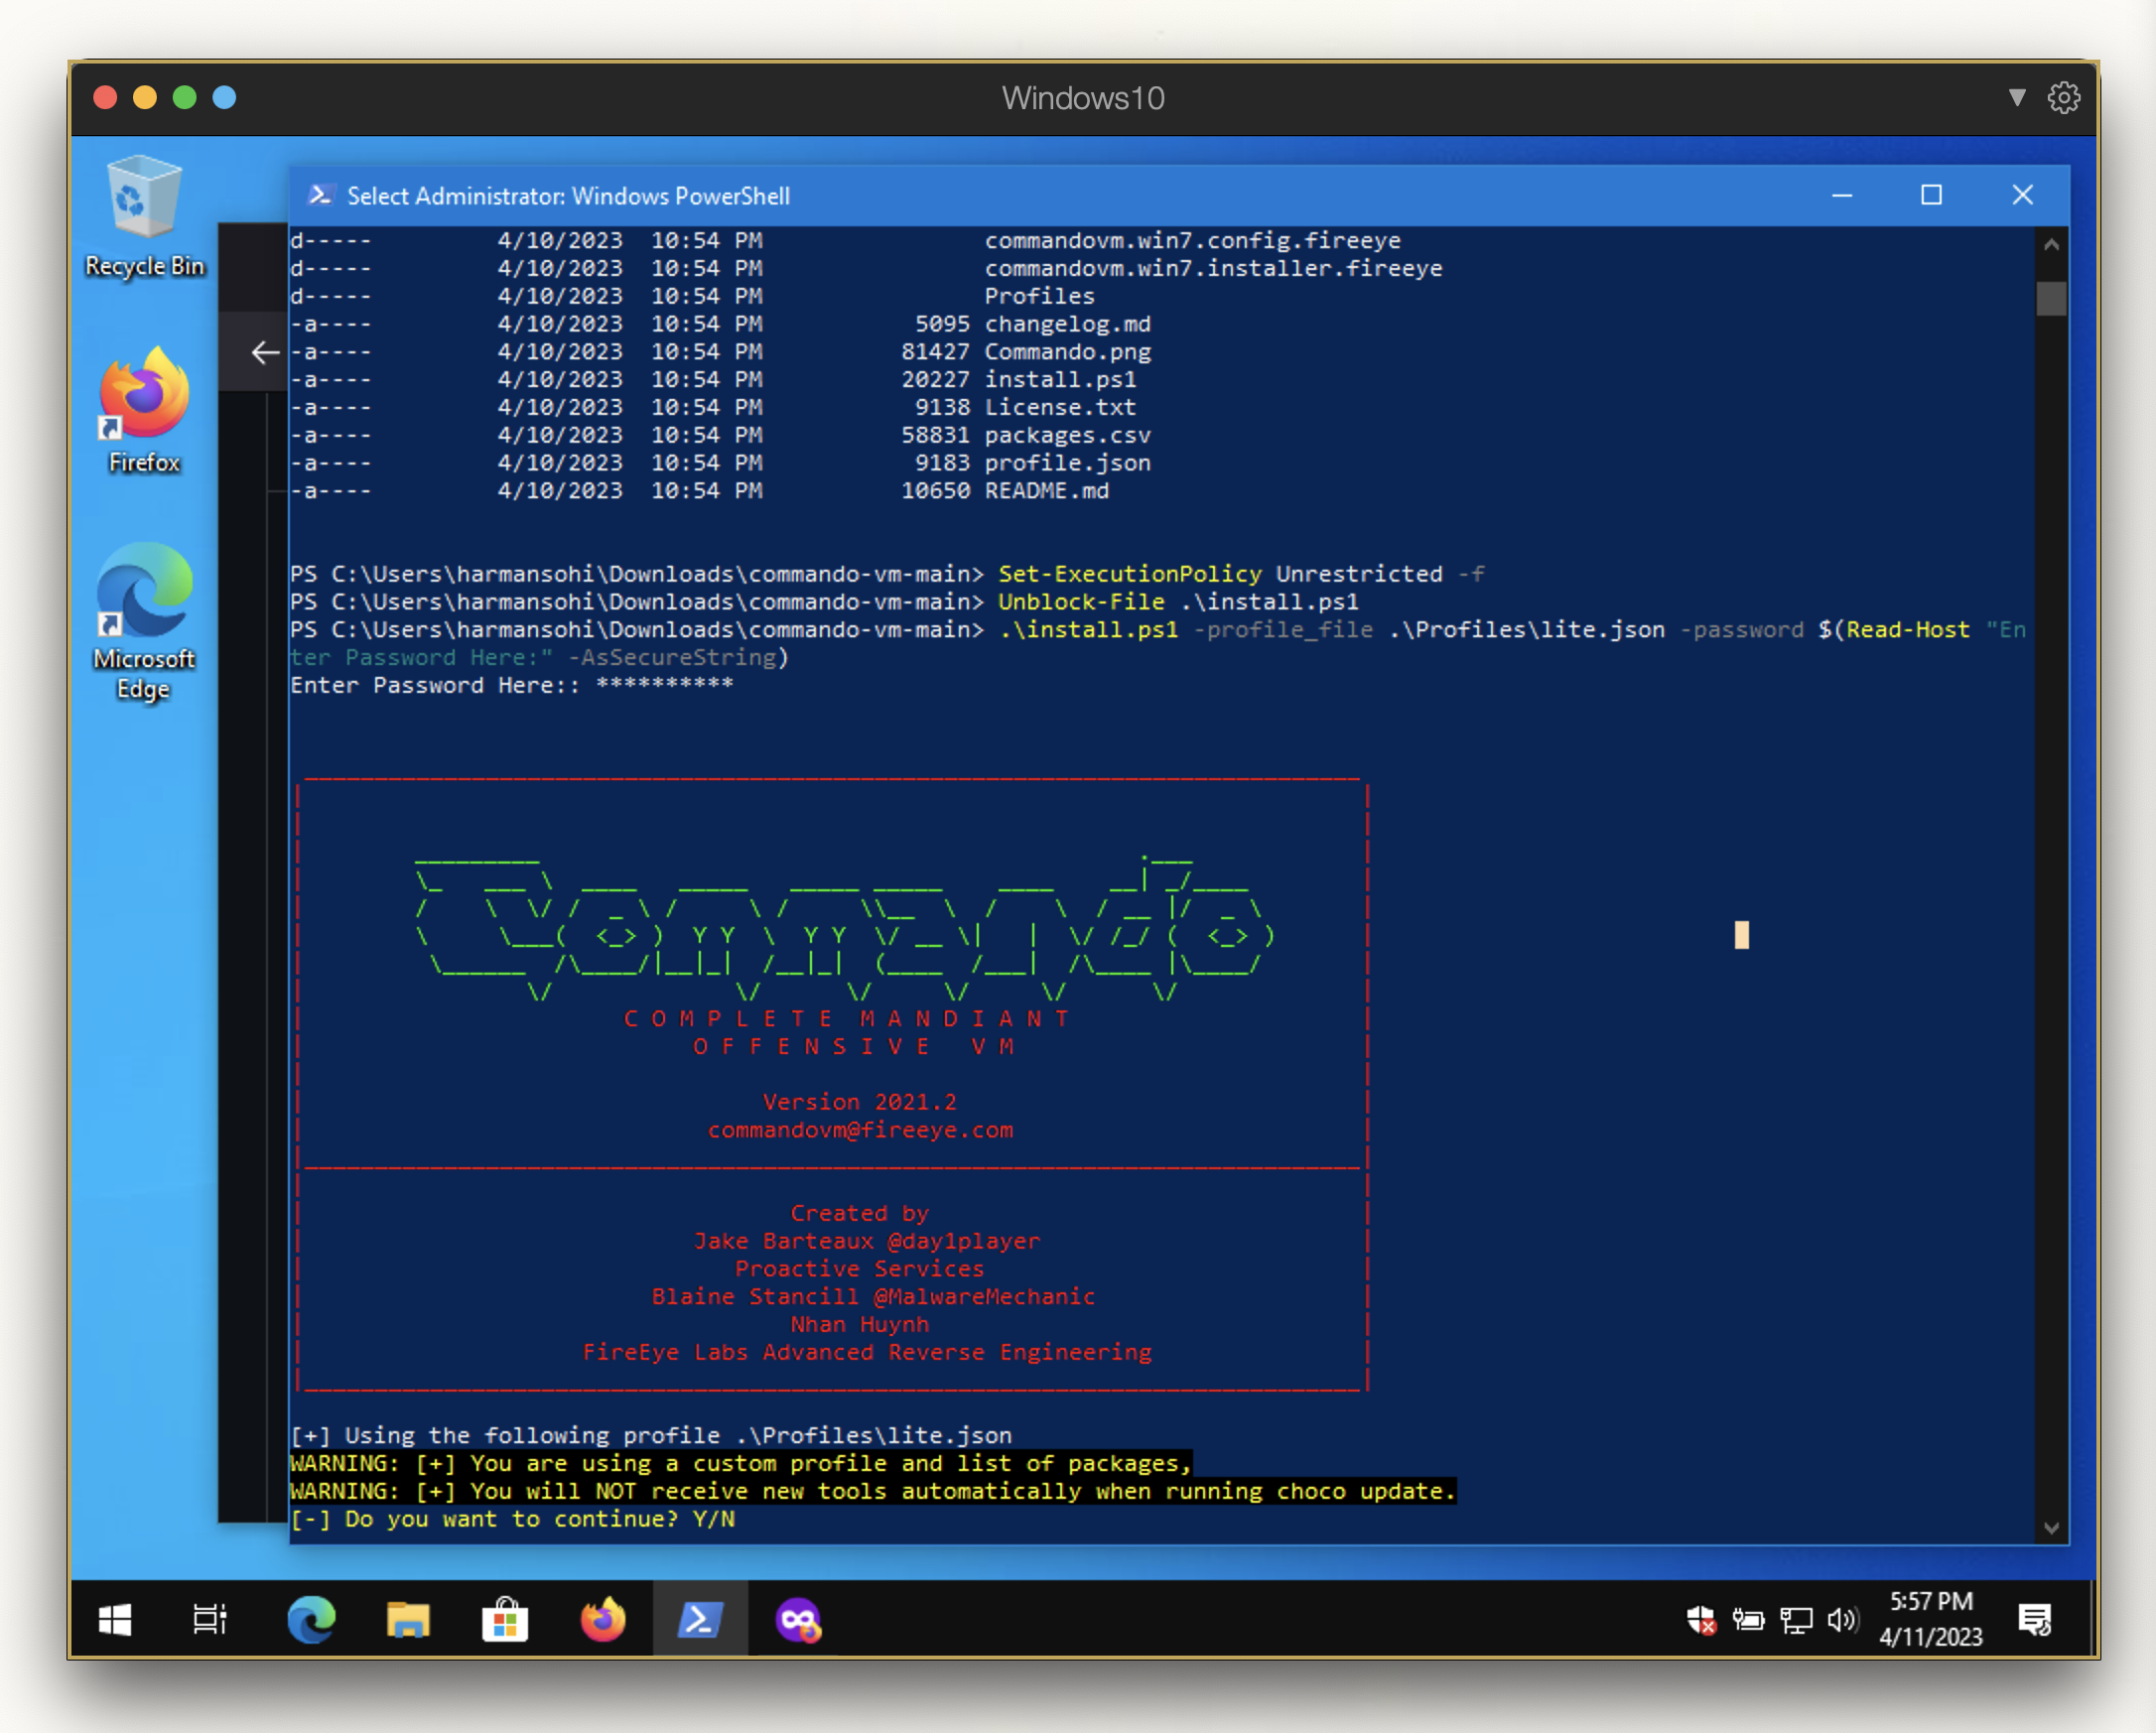 Windows10
Recycle Bin
Firefox
Microsoft
Edge
Select Administrator: Windows PowerShell
d-----         4/10/2023  10:54 PM                commandovm.win7.config.fireeye
d-----         4/10/2023  10:54 PM                commandovm.win7.installer.fireeye
d-----         4/10/2023  10:54 PM                Profiles
-a----         4/10/2023  10:54 PM           5095 changelog.md
-a----         4/10/2023  10:54 PM          81427 Commando.png
-a----         4/10/2023  10:54 PM          20227 install.ps1
-a----         4/10/2023  10:54 PM           9138 License.txt
-a----         4/10/2023  10:54 PM          58831 packages.csv
-a----         4/10/2023  10:54 PM           9183 profile.json
-a----         4/10/2023  10:54 PM          10650 README.md
PS C:\Users\harmansohi\Downloads\commando-vm-main> Set-ExecutionPolicy Unrestricted -f
PS C:\Users\harmansohi\Downloads\commando-vm-main> Unblock-File .\install.ps1
PS C:\Users\harmansohi\Downloads\commando-vm-main> .\install.ps1 -profile_file .\Profiles\lite.json -password $(Read-Host "En
ter Password Here:" -AsSecureString)
Enter Password Here:: **********
Commando
C O M P L E T E  M A N D I A N T
O F F E N S I V E   V M
Version 2021.2
commandovm@fireeye.com
Created by
Jake Barteaux @day1player
Proactive Services
Blaine Stancill @MalwareMechanic
Nhan Huynh
FireEye Labs Advanced Reverse Engineering
[+] Using the following profile .\Profiles\lite.json
WARNING: [+] You are using a custom profile and list of packages,
WARNING: [+] You will NOT receive new tools automatically when running choco update.
[-] Do you want to continue? Y/N
5:57 PM
4/11/2023